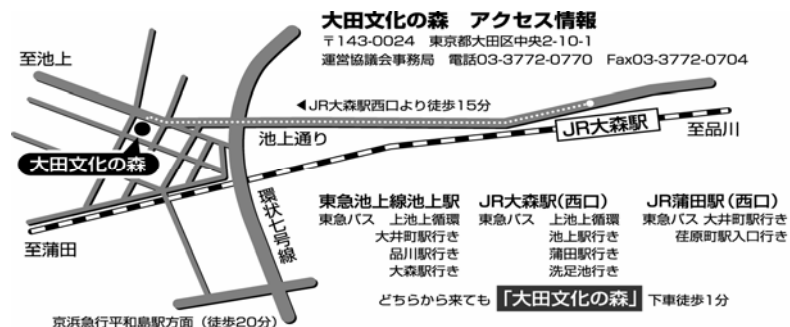 大田文化の森　アクセス情報
〒143-0024　東京都大田区中央2-10-1
運営協議会事務局　電話03-3772-0770　Fax03-3772-0704
至池上
◀JR大森駅西口より徒歩15分
池上通り
JR大森駅
至品川
大田文化の森
環状七号線
至蒲田
東急池上線池上駅
東急バス　上池上循環
大井町駅行き
品川駅行き
大森駅行き
JR大森駅(西口)
東急バス　上池上循環
池上駅行き
蒲田駅行き
洗足池行き
JR蒲田駅(西口)
東急バス 大井町駅行き
荏原町駅入口行き
どちらから来ても「大田文化の森」下車徒歩1分
京浜急行平和島駅方面（徒歩20分）